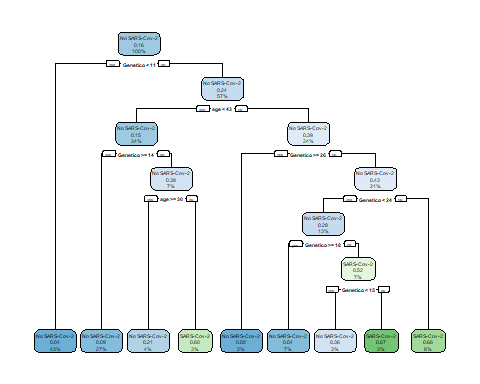 No SARS-Cov-2
0.16
100%
Genetico < 11
No SARS-Cov-2
0.24
57%
age < 43
No SARS-Cov-2
0.15
34%
No SARS-Cov-2
0.39
24%
Genetico >= 14
Genetico >= 26
No SARS-Cov-2
0.38
7%
No SARS-Cov-2
0.43
21%
age >= 36
Genetico < 24
No SARS-Cov-2
0.28
13%
Genetico >= 18
SARS-Cov-2
0.52
7%
Genetico < 15
No SARS-Cov-2
0.04
43%
No SARS-Cov-2
0.09
27%
No SARS-Cov-2
0.21
4%
SARS-Cov-2
0.60
3%
No SARS-Cov-2
0.00
2%
No SARS-Cov-2
0.04
7%
No SARS-Cov-2
0.36
3%
SARS-Cov-2
0.67
3%
SARS-Cov-2
0.66
8%